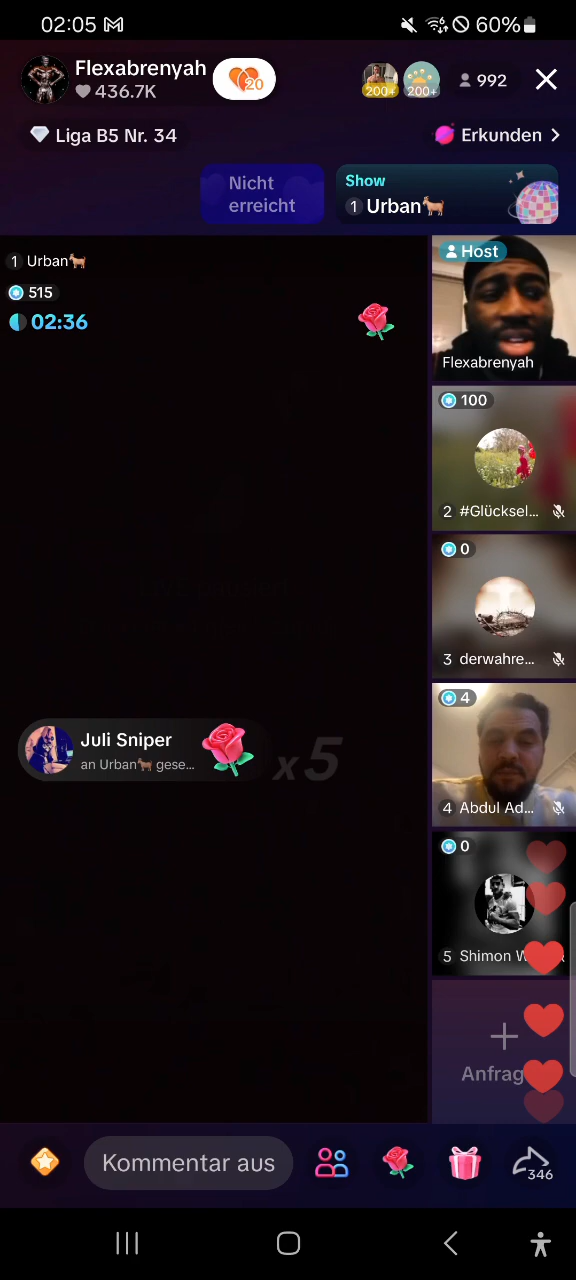 02:05
60%
Flexabrenyah
436.7K
20
200+
200+
992
Liga B5 Nr. 34
Erkunden
Nicht
erreicht
Show
1 Urban🐐
1 Urban🐐
515
02:36
Host
Flexabrenyah
100
2 #Glücksel...
0
3 derwahre...
4
4 Abdul Ad...
Juli Sniper
an Urban🐐 gese...
x5
0
5 Shimon
Anfrag
Kommentar aus
346